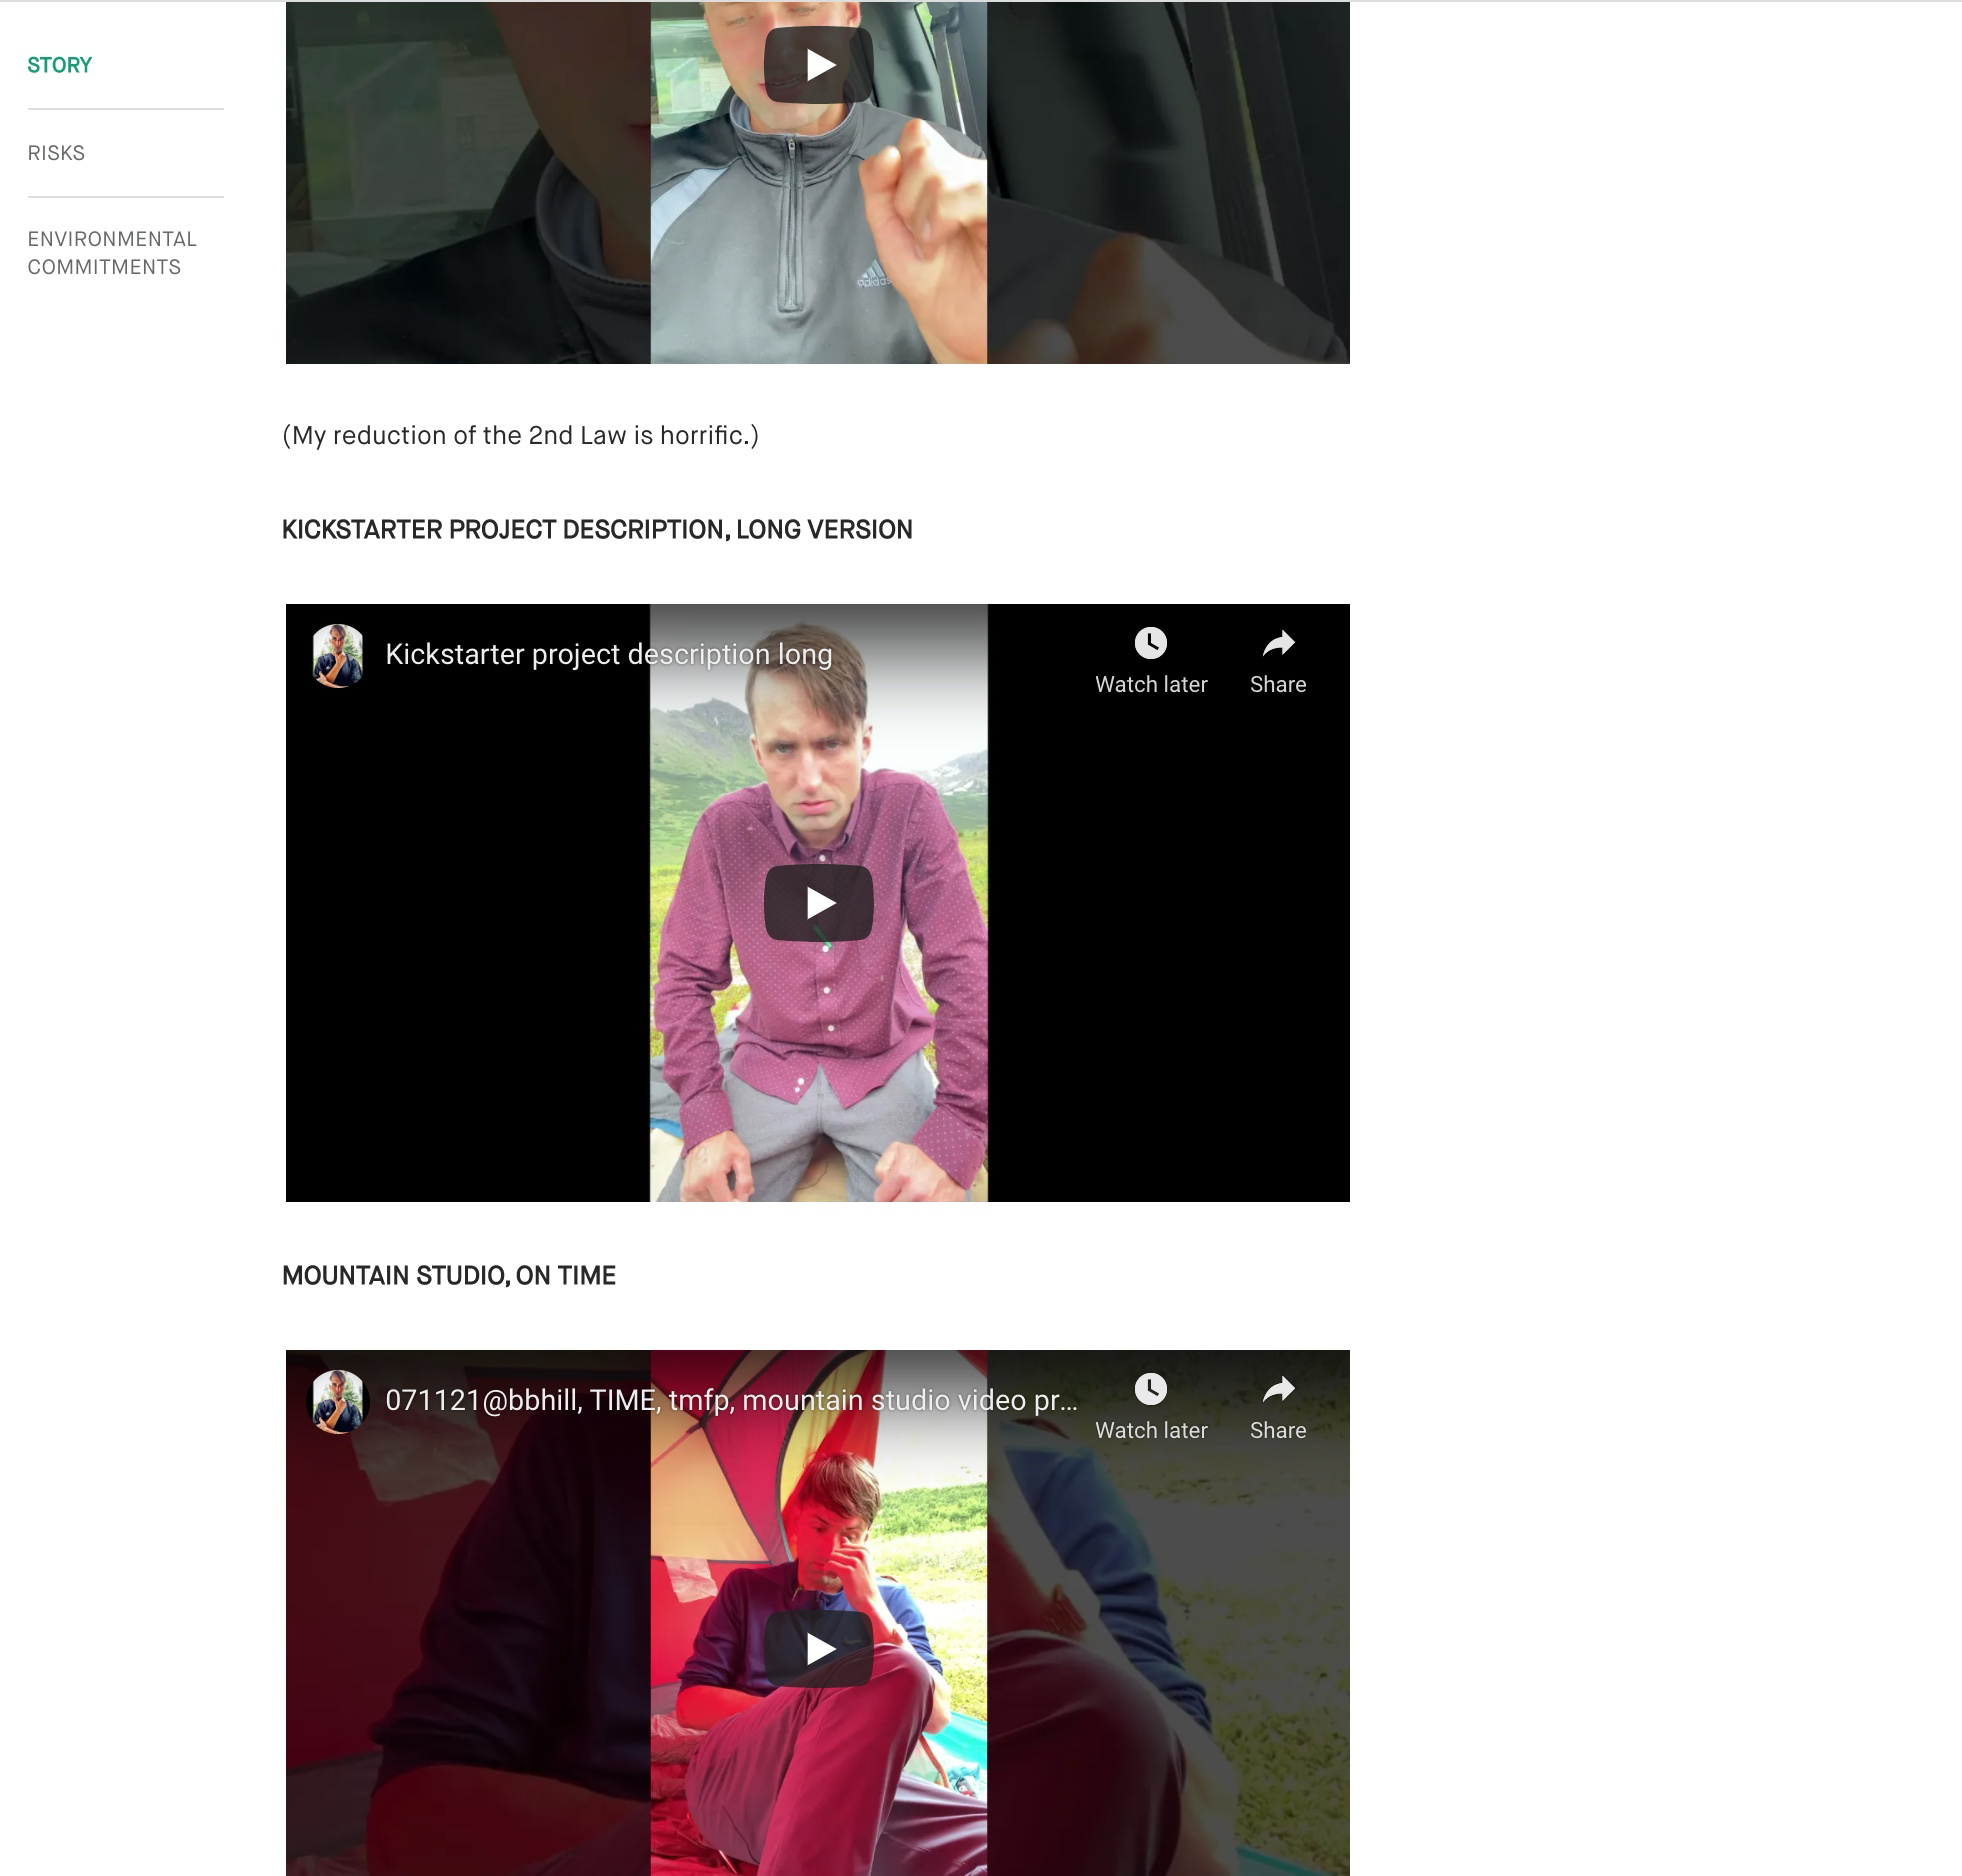 STORY
RISKS
ENVIRONMENTAL
COMMITMENTS
adidas
(My reduction of the 2nd Law is horrific.)
KICKSTARTER PROJECT DESCRIPTION, LONG VERSION
Kickstarter project description long
Watch later
Share
MOUNTAIN STUDIO, ON TIME
071121@bbhill, TIME, tmfp, mountain studio video pr...
Watch later
Share